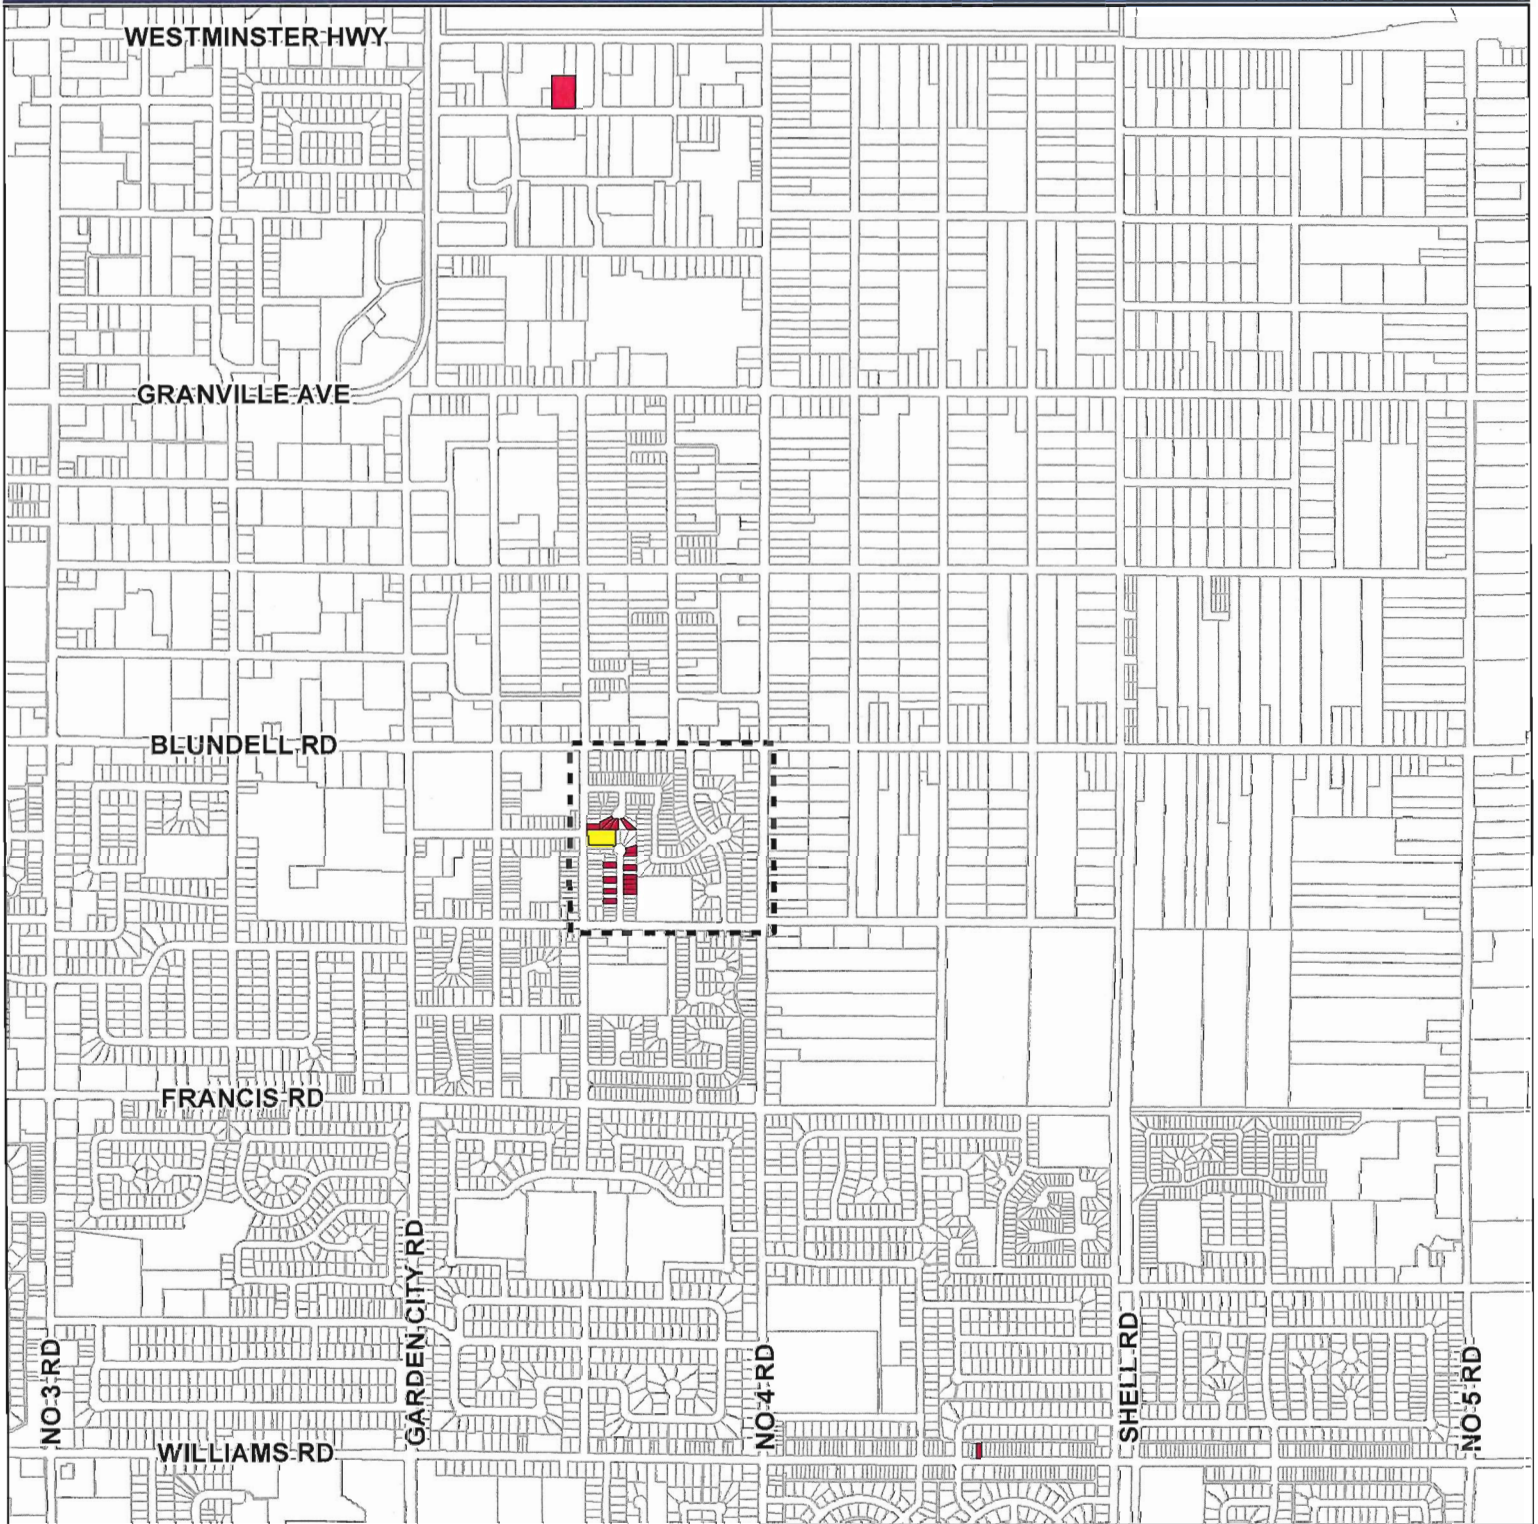 WESTMINSTER HWY
GRANVILLE AVE
BLUNDELL RD
FRANCIS RD
GARDEN CITY RD
NO 3 RD
NO 4 RD
SHELL RD
NO 5 RD
WILLIAMS RD